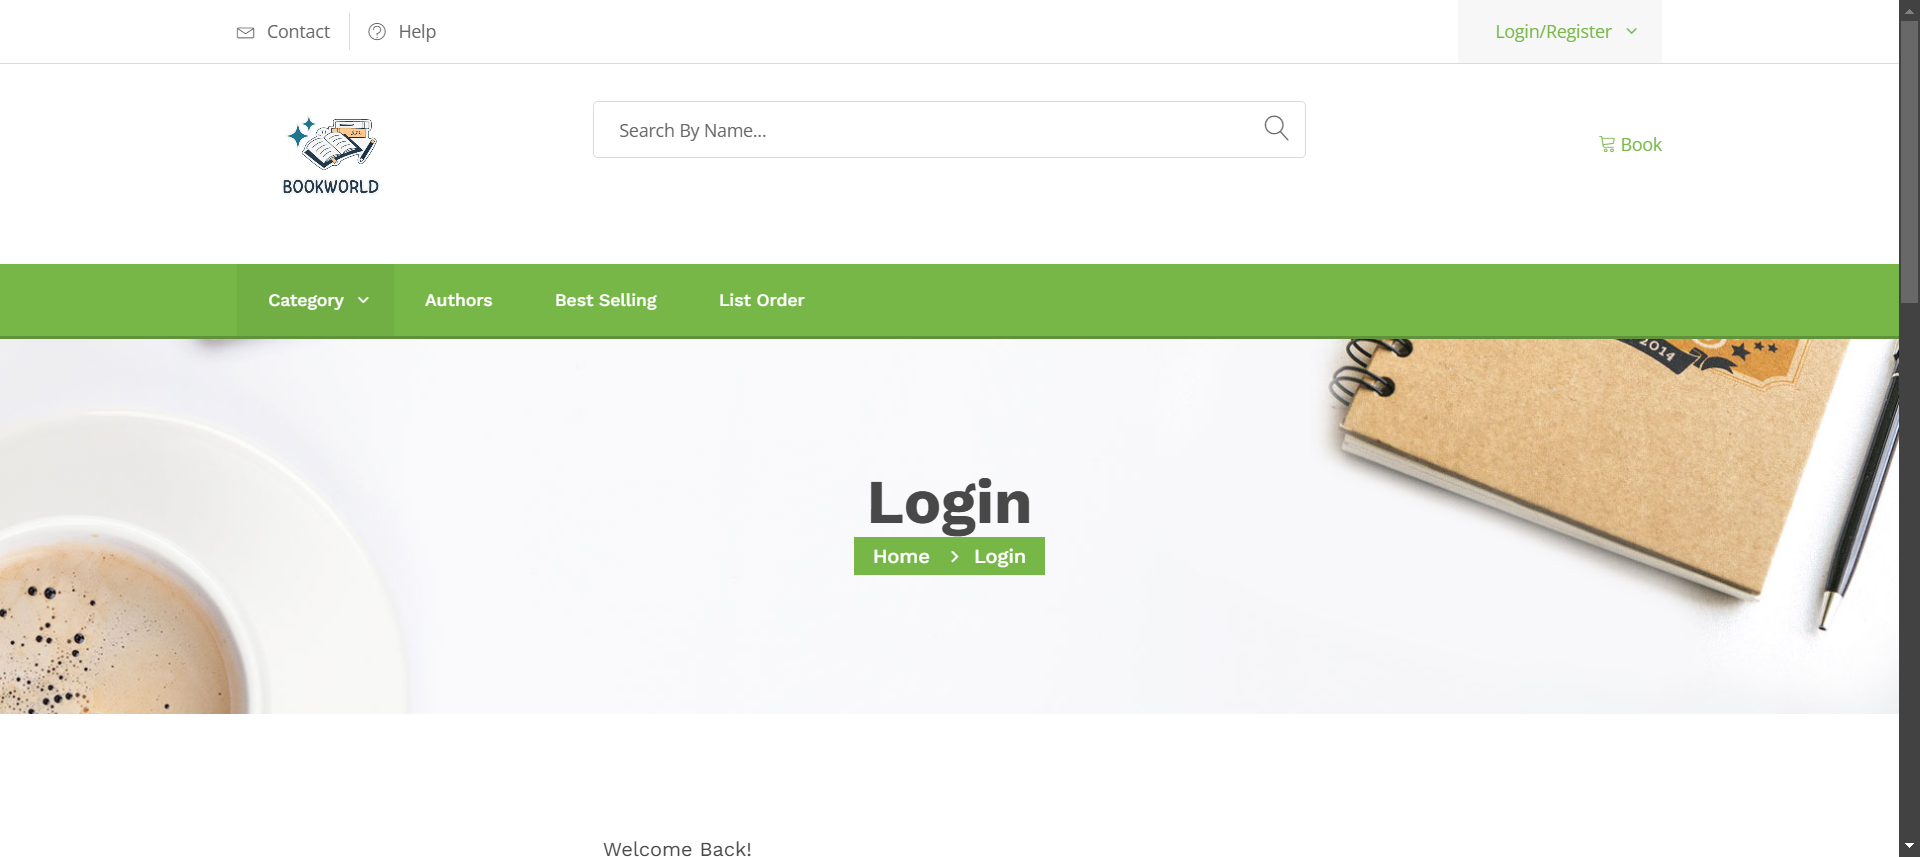 Contact
Help
Login/Register
Search By Name...
BOOKWORLD
Book
Category
Authors
Best Selling
List Order
2014
Login
Home
Login
Welcome Back!